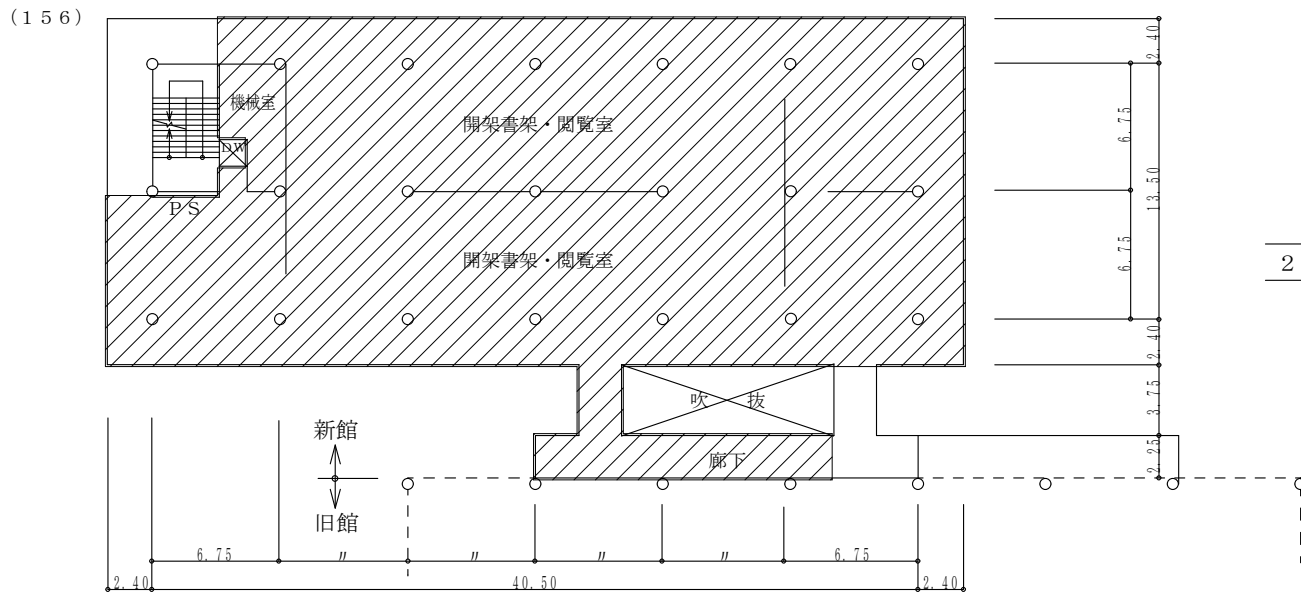 （１５６）
2.40
機械室
開架書架・閲覧室
6.75
ＤＷ
13.50
ＰＳ
開架書架・閲覧室
6.75
２
2.40
吹　抜
3.75
新館
廊下
2.25
旧館
6.75 〃 〃 〃 〃 6.75
2.40 40.50 2.40